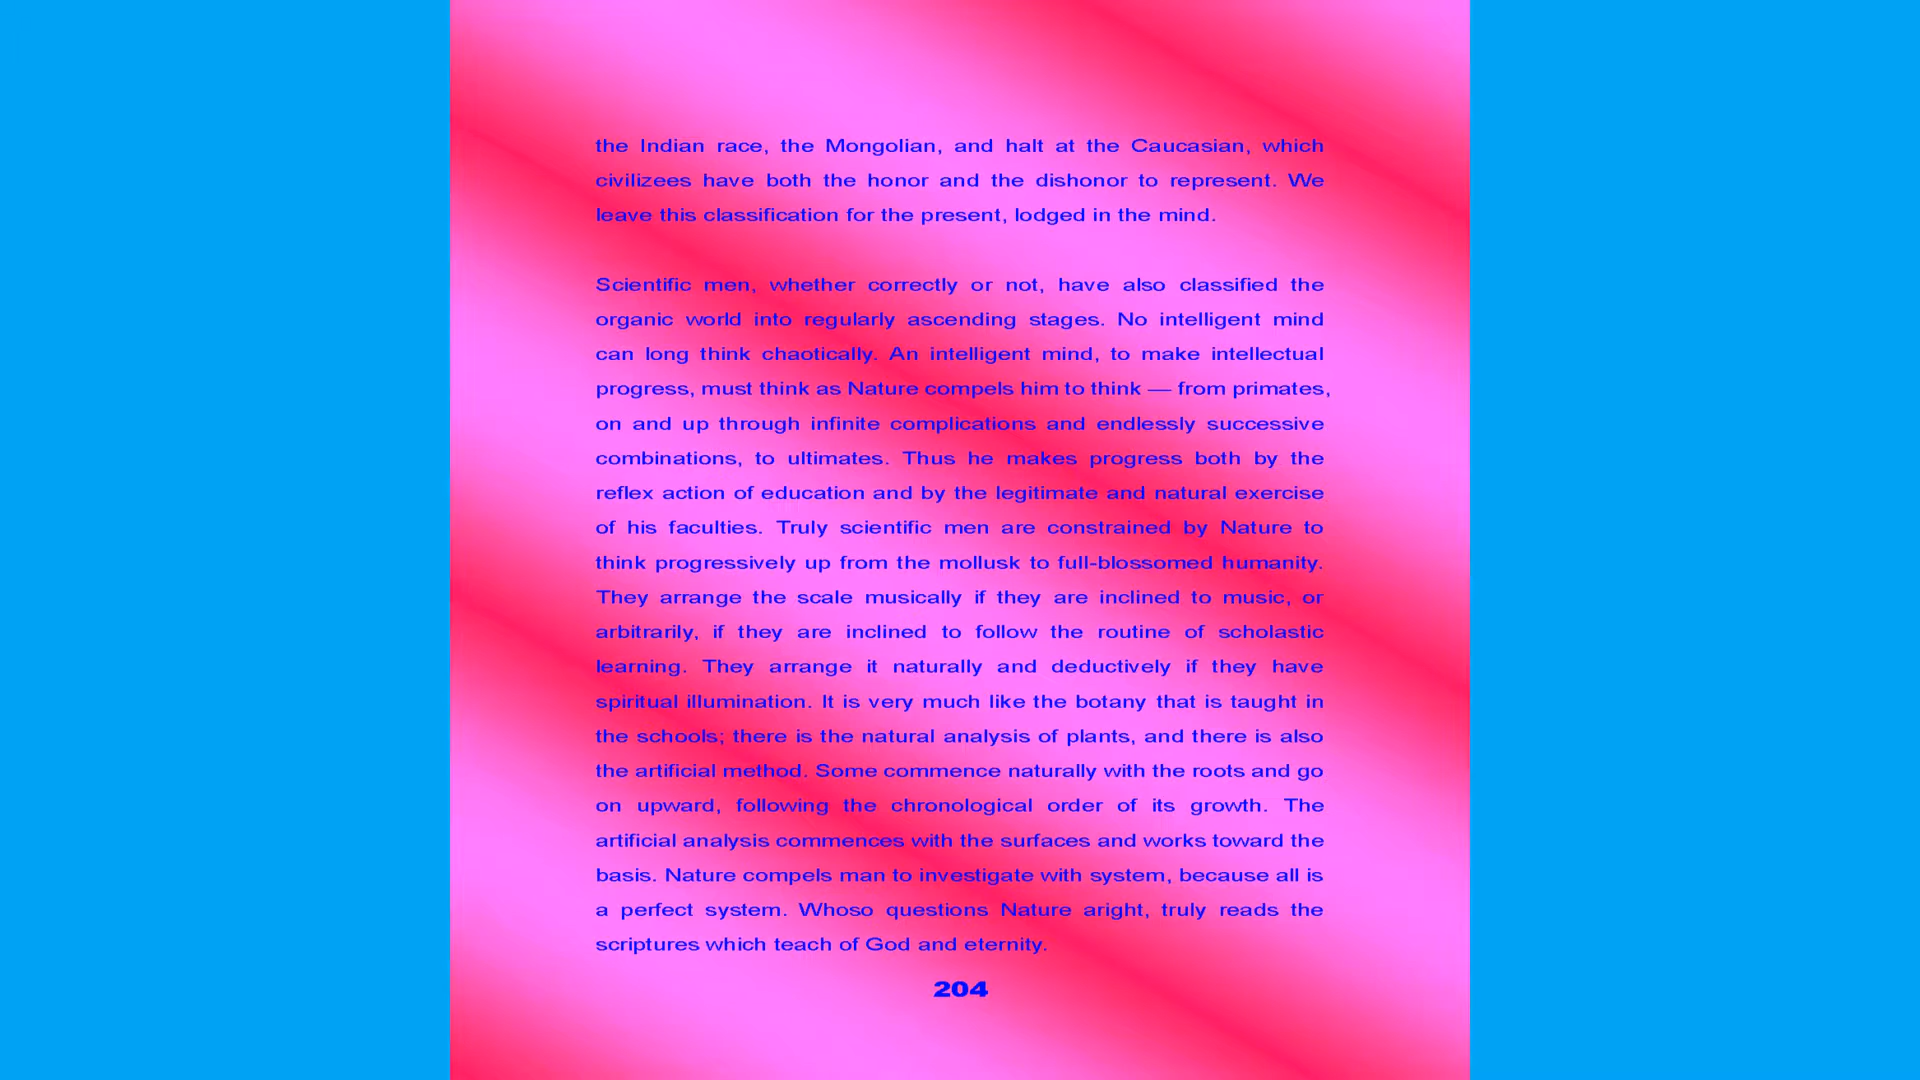 the Indian race, the Mongolian, and halt at the Caucasian, which
civilizees have both the honor and the dishonor to represent. We
leave this classification for the present, lodged in the mind.
Scientific men, whether correctly or not, have also classified the
organic world into regularly ascending stages. No intelligent mind
can long think chaotically. An intelligent mind, to make intellectual
progress, must think as Nature compels him to think — from primates,
on and up through infinite complications and endlessly successive
combinations, to ultimates. Thus he makes progress both by the
reflex action of education and by the legitimate and natural exercise
of his faculties. Truly scientific men are constrained by Nature to
think progressively up from the mollusk to full-blossomed humanity.
They arrange the scale musically if they are inclined to music, or
arbitrarily, if they are inclined to follow the routine of scholastic
learning. They arrange it naturally and deductively if they have
spiritual illumination. It is very much like the botany that is taught in
the schools; there is the natural analysis of plants, and there is also
the artificial method. Some commence naturally with the roots and go
on upward, following the chronological order of its growth. The
artificial analysis commences with the surfaces and works toward the
basis. Nature compels man to investigate with system, because all is
a perfect system. Whoso questions Nature aright, truly reads the
scriptures which teach of God and eternity.
204